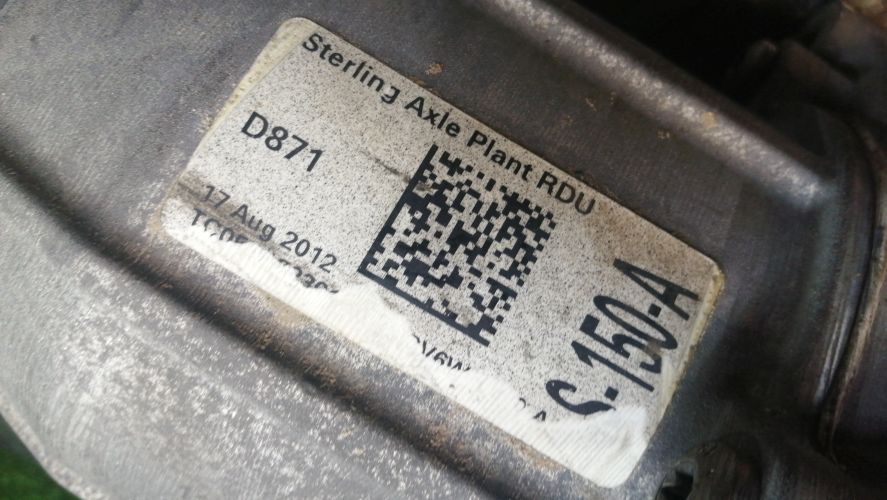 Sterling Axle Plant RDU
D871
17 Aug 2012
S-150-A